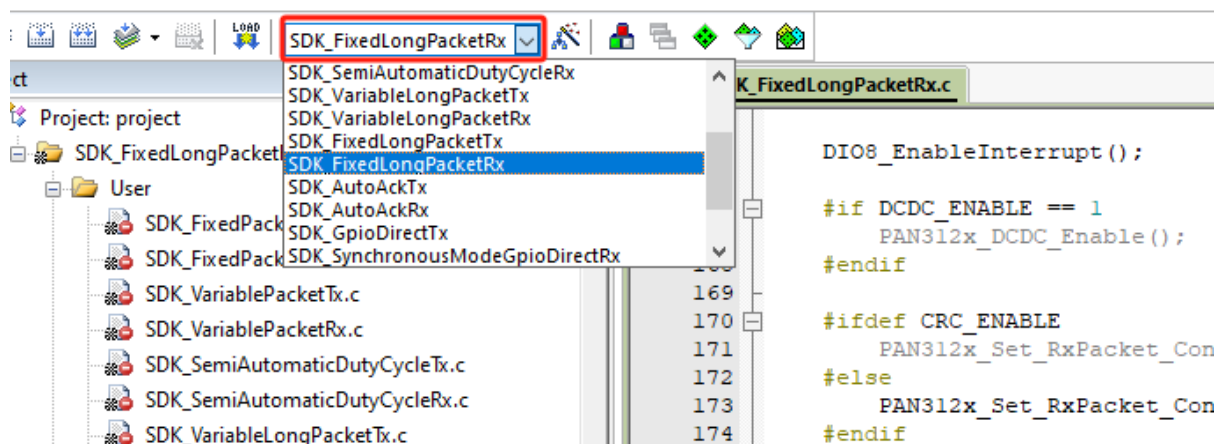 LOAD
SDK_FixedLongPacketRx
ct
Project: project
SDK_FixedLongPacket
User
SDK_FixedPack
SDK_FixedPack
SDK_VariablePacketTx.c
SDK_VariablePacketRx.c
SDK_SemiAutomaticDutyCycleTx.c
SDK_SemiAutomaticDutyCycleRx.c
SDK_VariableLongPacketTx.c
SDK_SemiAutomaticDutyCycleRx
SDK_VariableLongPacketTx
SDK_VariableLongPacketRx
SDK_FixedLongPacketTx
SDK_FixedLongPacketRx
SDK_AutoAckTx
SDK_AutoAckRx
SDK_GpioDirectTx
SDK_SynchronousModeGpioDirectRx
K_FixedLongPacketRx.c
DIO8_EnableInterrupt();
#if DCDC_ENABLE == 1
PAN312x_DCDC_Enable();
#endif
169
170 #ifdef CRC_ENABLE
171 PAN312x_Set_RxPacket_Con
172 #else
173 PAN312x_Set_RxPacket_Con
174 #endif